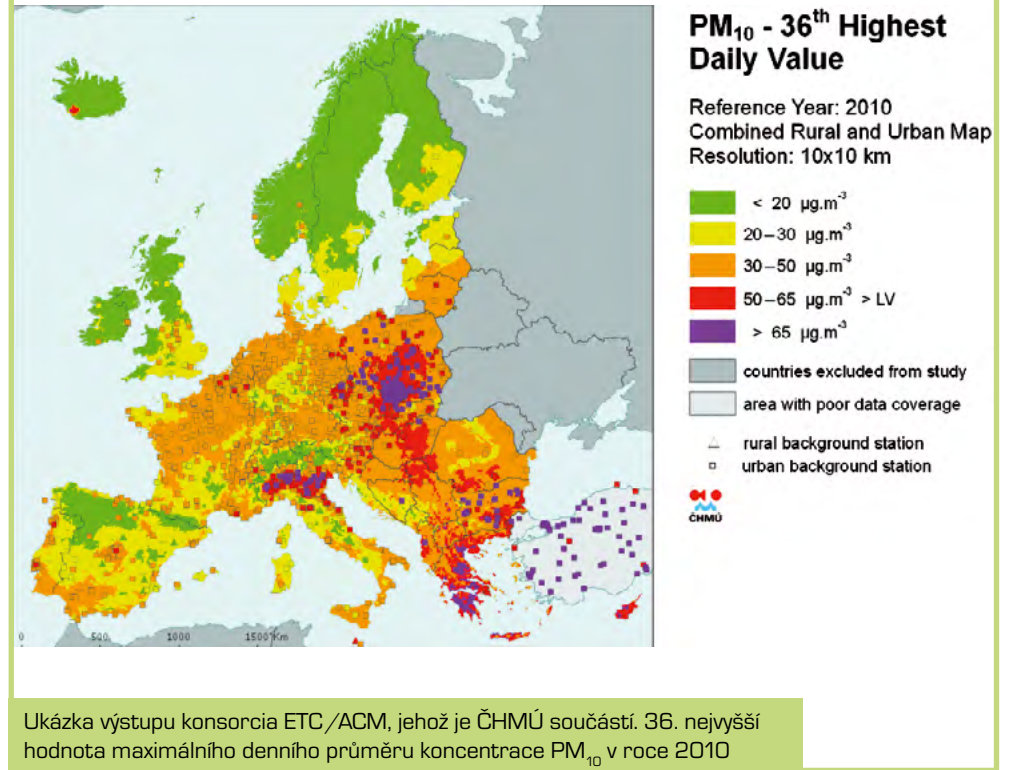 PM₁₀ - 36ᵗʰ Highest
Daily Value
Reference Year: 2010
Combined Rural and Urban Map
Resolution: 10x10 km
< 20 µg.m⁻³
20–30 µg.m⁻³
30–50 µg.m⁻³
50–65 µg.m⁻³ > LV
> 65 µg.m⁻³
countries excluded from study
area with poor data coverage
rural background station
urban background station
ČHMÚ
0 500 1000 1500 Km
Ukázka výstupu konsorcia ETC/ACM, jehož je ČHMÚ součástí. 36. nejvyšší
hodnota maximálního denního průměru koncentrace PM₁₀ v roce 2010